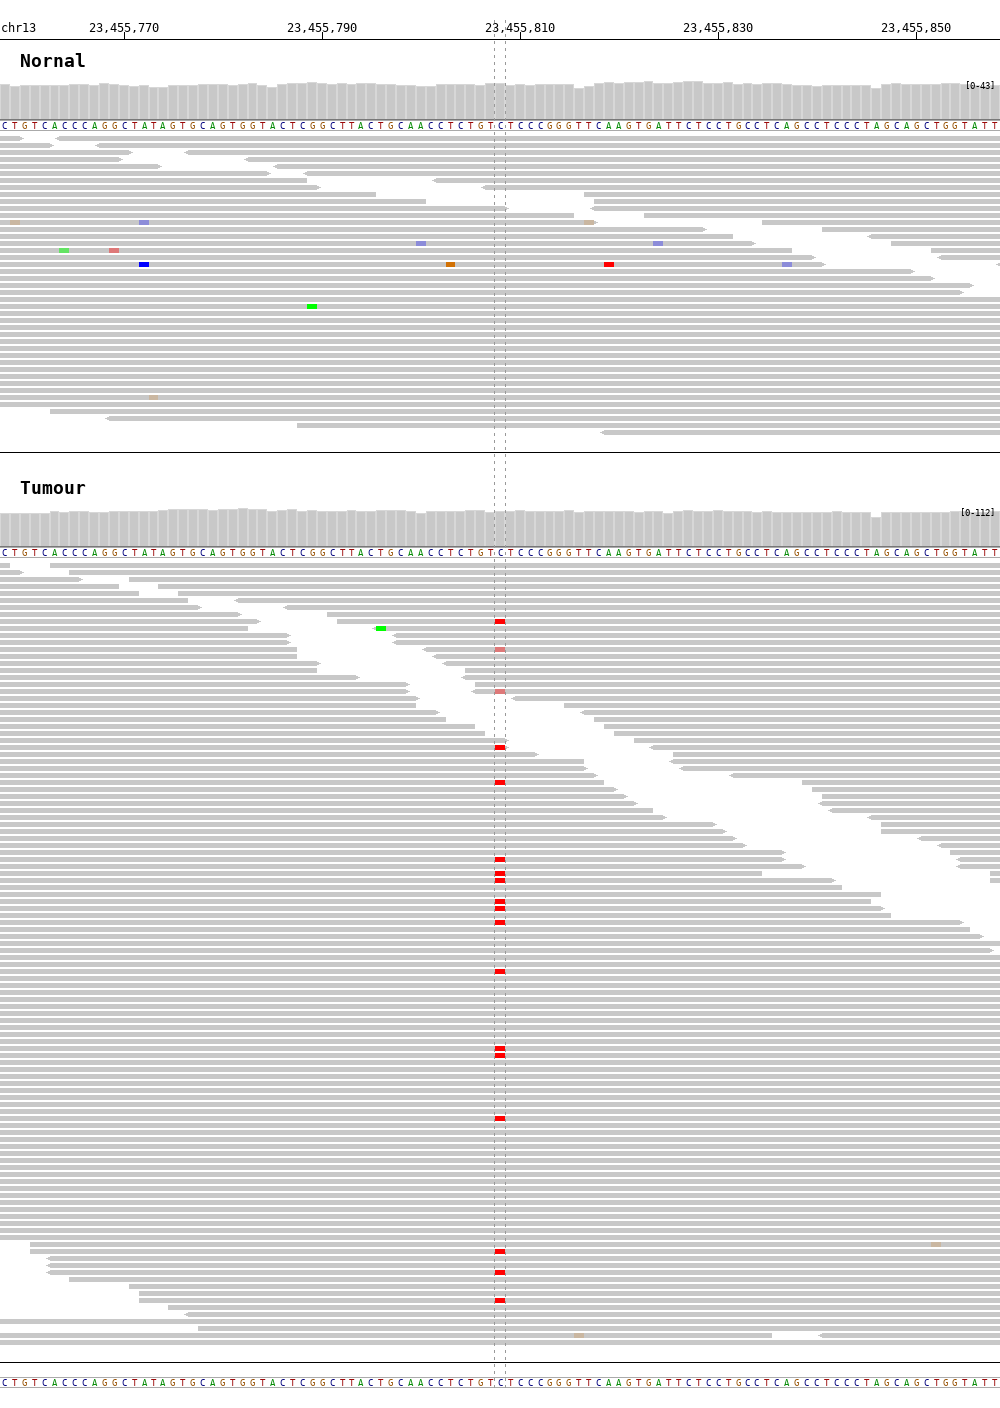 chr13 23,455,770 23,455,790 23,455,810 23,455,830 23,455,850
Nornal
[0-43]
CTGTCACCCAGGCTATAGTGCAGTGGTACTCGGCTTACTGCAACCTCTGTCTCCCGGGTTCAAGTGATTCTCCTGCCTCAGCCTCCCTAGCAGCTGGTATT
Tumour
[0-112]
CTGTCACCCAGGCTATAGTGCAGTGGTACTCGGCTTACTGCAACCTCTGTCTCCCGGGTTCAAGTGATTCTCCTGCCTCAGCCTCCCTAGCAGCTGGTATT
CTGTCACCCAGGCTATAGTGCAGTGGTACTCGGCTTACTGCAACCTCTGTCTCCCGGGTTCAAGTGATTCTCCTGCCTCAGCCTCCCTAGCAGCTGGTATT